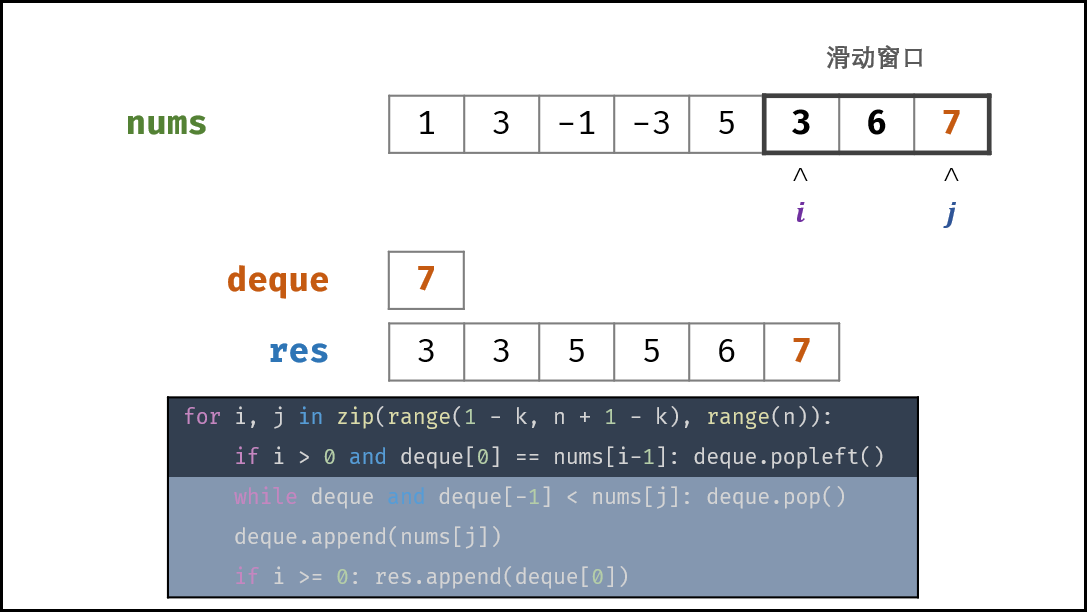 滑动窗口
nums 1 3 -1 -3 5 3 6 7
^ ^
i j
deque 7
res 3 3 5 5 6 7
for i, j in zip(range(1 - k, n + 1 - k), range(n)):
    if i > 0 and deque[0] == nums[i-1]: deque.popleft()
    while deque and deque[-1] < nums[j]: deque.pop()
    deque.append(nums[j])
    if i >= 0: res.append(deque[0])